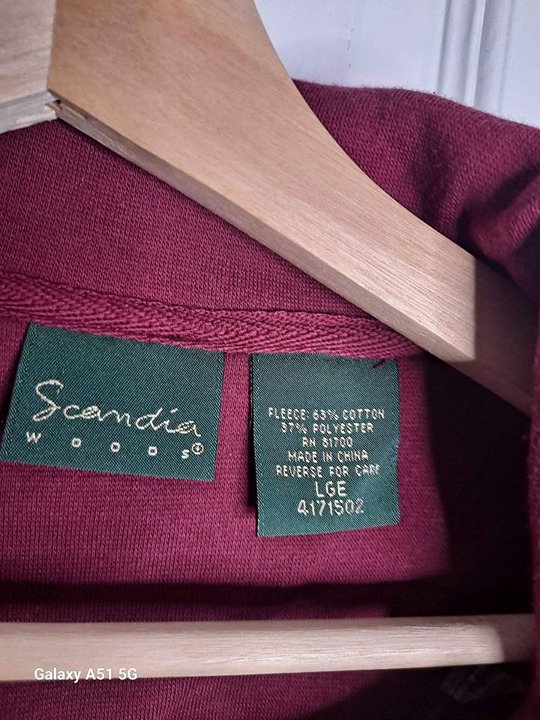 Scandia
WOODS®
FLEECE: 63% COTTON
37% POLYESTER
RN 81700
MADE IN CHINA
REVERSE FOR CARE
LGE
4171502
Galaxy A51 5G